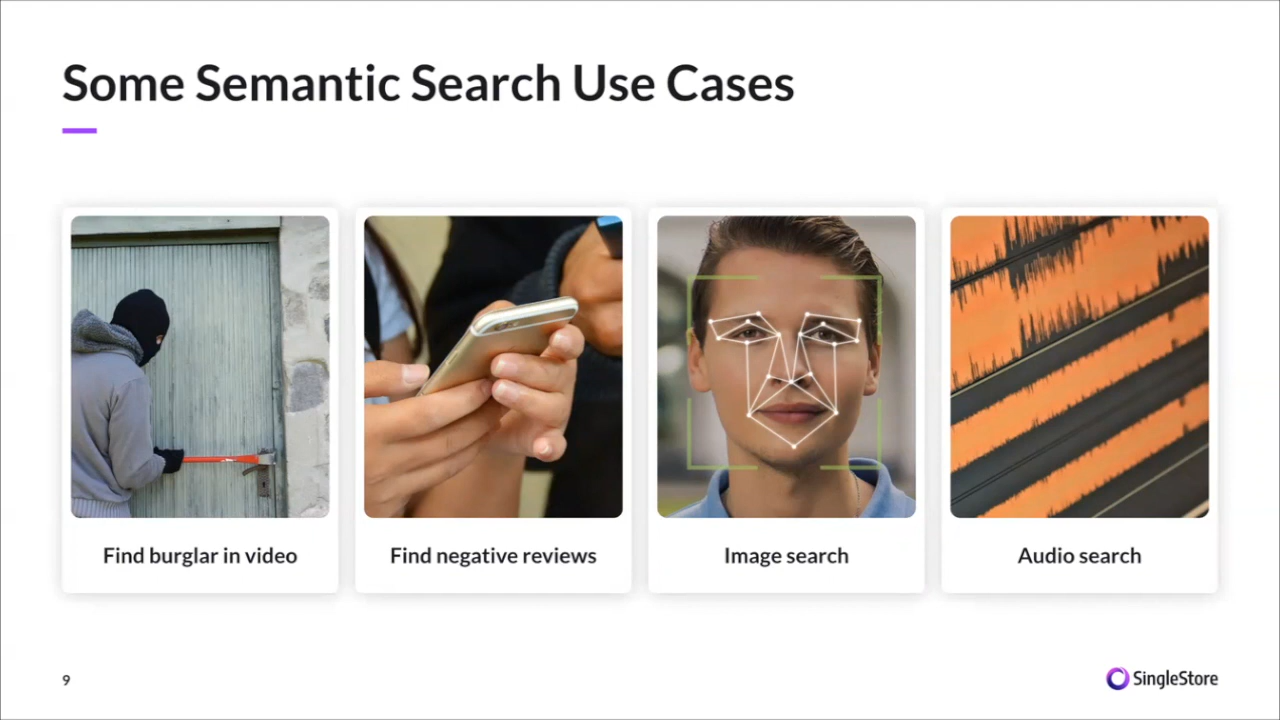 Some Semantic Search Use Cases
Find burglar in video
Find negative reviews
Image search
Audio search
9
SingleStore